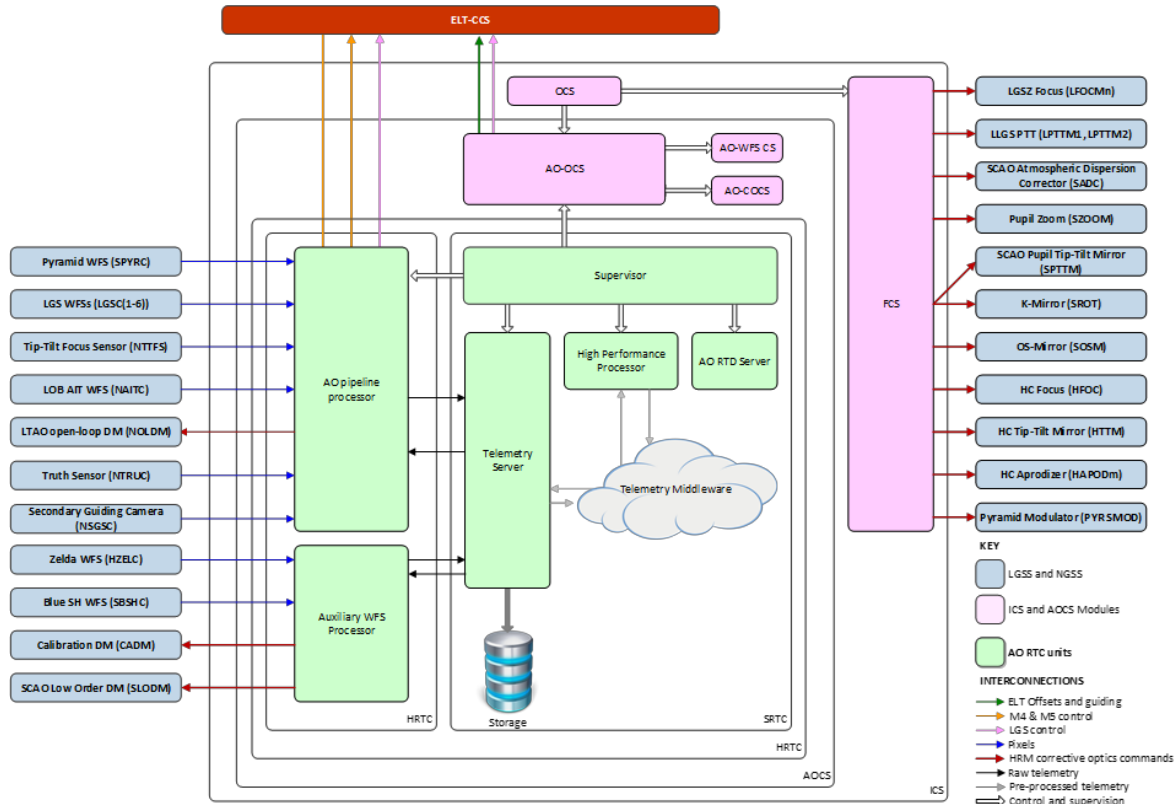 ELT-CCS
OCS
AO-OCS
AO-WFS CS
AO-COCS
FCS
Pyramid WFS (SPYRC)
LGS WFSs (LGSC(1-6))
Tip-Tilt Focus Sensor (NTTFS)
LOB AIT WFS (NAITC)
LTAO open-loop DM (NOLDM)
Truth Sensor (NTRUC)
Secondary Guiding Camera
(NSGSC)
Zelda WFS (HZELC)
Blue SH WFS (SBSHC)
Calibration DM (CADM)
SCAO Low Order DM (SLODM)
AO pipeline
processor
Auxiliary WFS
Processor
HRTC
Supervisor
Telemetry
Server
High Performance
Processor
AO RTD Server
Telemetry Middleware
Storage
SRTC
HRTC
AOCS
ICS
LGSZ Focus (LFOCMn)
LLGS PTT (LPTTM1, LPTTM2)
SCAO Atmospheric Dispersion
Corrector (SADC)
Pupil Zoom (SZOOM)
SCAO Pupil Tip-Tilt Mirror
(SPTTM)
K-Mirror (SROT)
OS-Mirror (SOSM)
HC Focus (HFOC)
HC Tip-Tilt Mirror (HTTM)
HC Aprodizer (HAPODm)
Pyramid Modulator (PYRSMOD)
KEY
LGSS and NGSS
ICS and AOCS Modules
AO RTC units
INTERCONNECTIONS
ELT Offsets and guiding
M4 & M5 control
LGS control
Pixels
HRM corrective optics commands
Raw telemetry
Pre-processed telemetry
Control and supervision